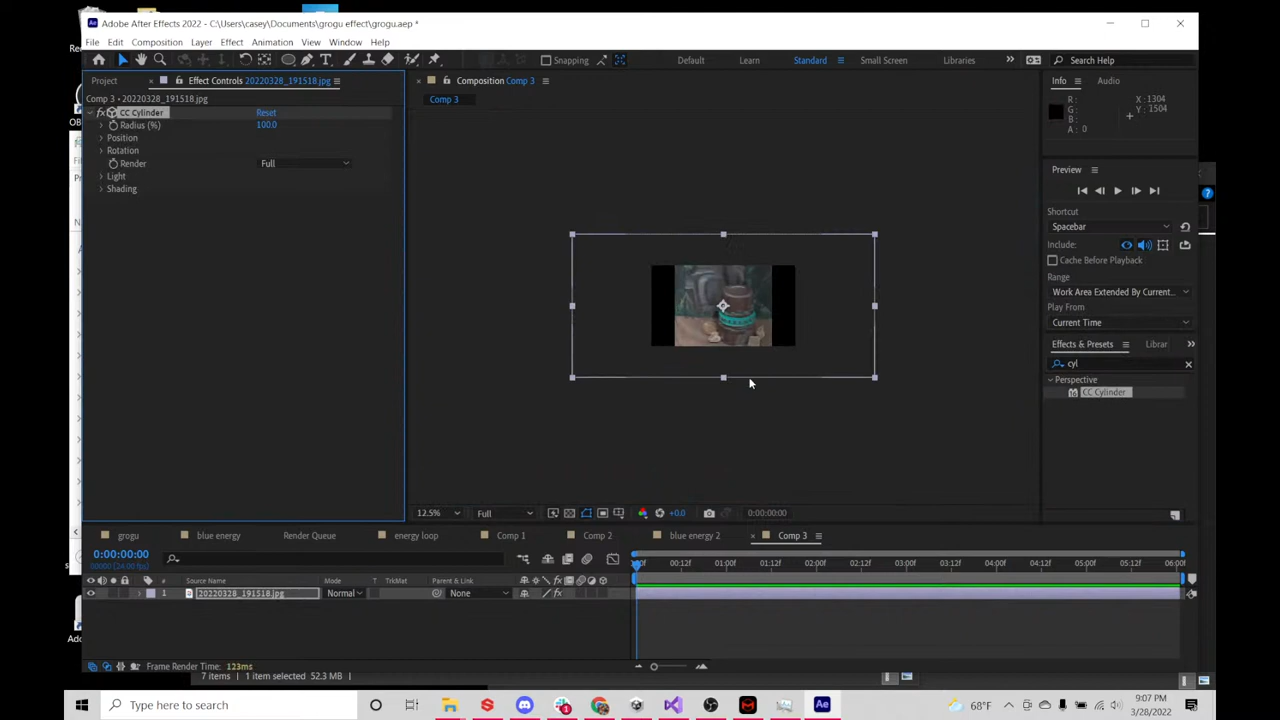 Adobe After Effects 2022 - C:\Users\casey\Documents\grogu effect\grogu.aep *
File Edit Composition Layer Effect Animation View Window Help
Snapping Default Learn Standard Small Screen Libraries Search Help
Project Effect Controls 20220328_191518.jpg Composition Comp 3 Info Audio
Comp 3 • 20220328_191518.jpg Comp 3
fx CC Cylinder Reset
Radius (%) 100.0
Position
Rotation
Render Full
Light
Shading
R: X: 1304
G: Y: 1504
B:
A: 0
Preview
Shortcut
Spacebar
Include:
Cache Before Playback
Range
Work Area Extended By Current...
Play From
Current Time
Effects & Presets Librar
cyl
Perspective
CC Cylinder
12.5% Full +0.0 0:00:00:00
grogu blue energy Render Queue energy loop Comp 1 Comp 2 blue energy 2 Comp 3
0:00:00:00
00000 (24.00 fps)
00:12f 01:00f 01:12f 02:00f 02:12f 03:00f 03:12f 04:00f 04:12f 05:00f 05:12f 06:00f
# Source Name Mode T TrkMat Parent & Link
1 20220328_191518.jpg Normal None
Frame Render Time: 123ms
7 items 1 item selected 52.3 MB
Type here to search 68°F 9:07 PM
3/28/2022